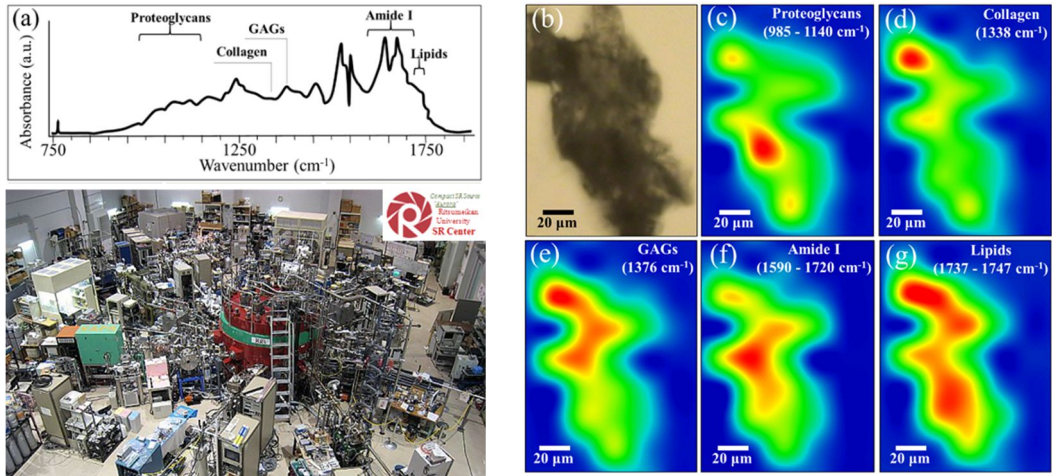 (a)
Proteoglycans
GAGs
Collagen
Amide I
Lipids
Absorbance (a.u.)
750
1250
1750
Wavenumber (cm-1)
Compact SR Source
Ritsumeikan
University
SR Center
(b)
20 µm
(c)
Proteoglycans
(985 - 1140 cm-1)
20 µm
(d)
Collagen
(1338 cm-1)
20 µm
(e)
GAGs
(1376 cm-1)
20 µm
(f)
Amide I
(1590 - 1720 cm-1)
20 µm
(g)
Lipids
(1737 - 1747 cm-1)
20 µm